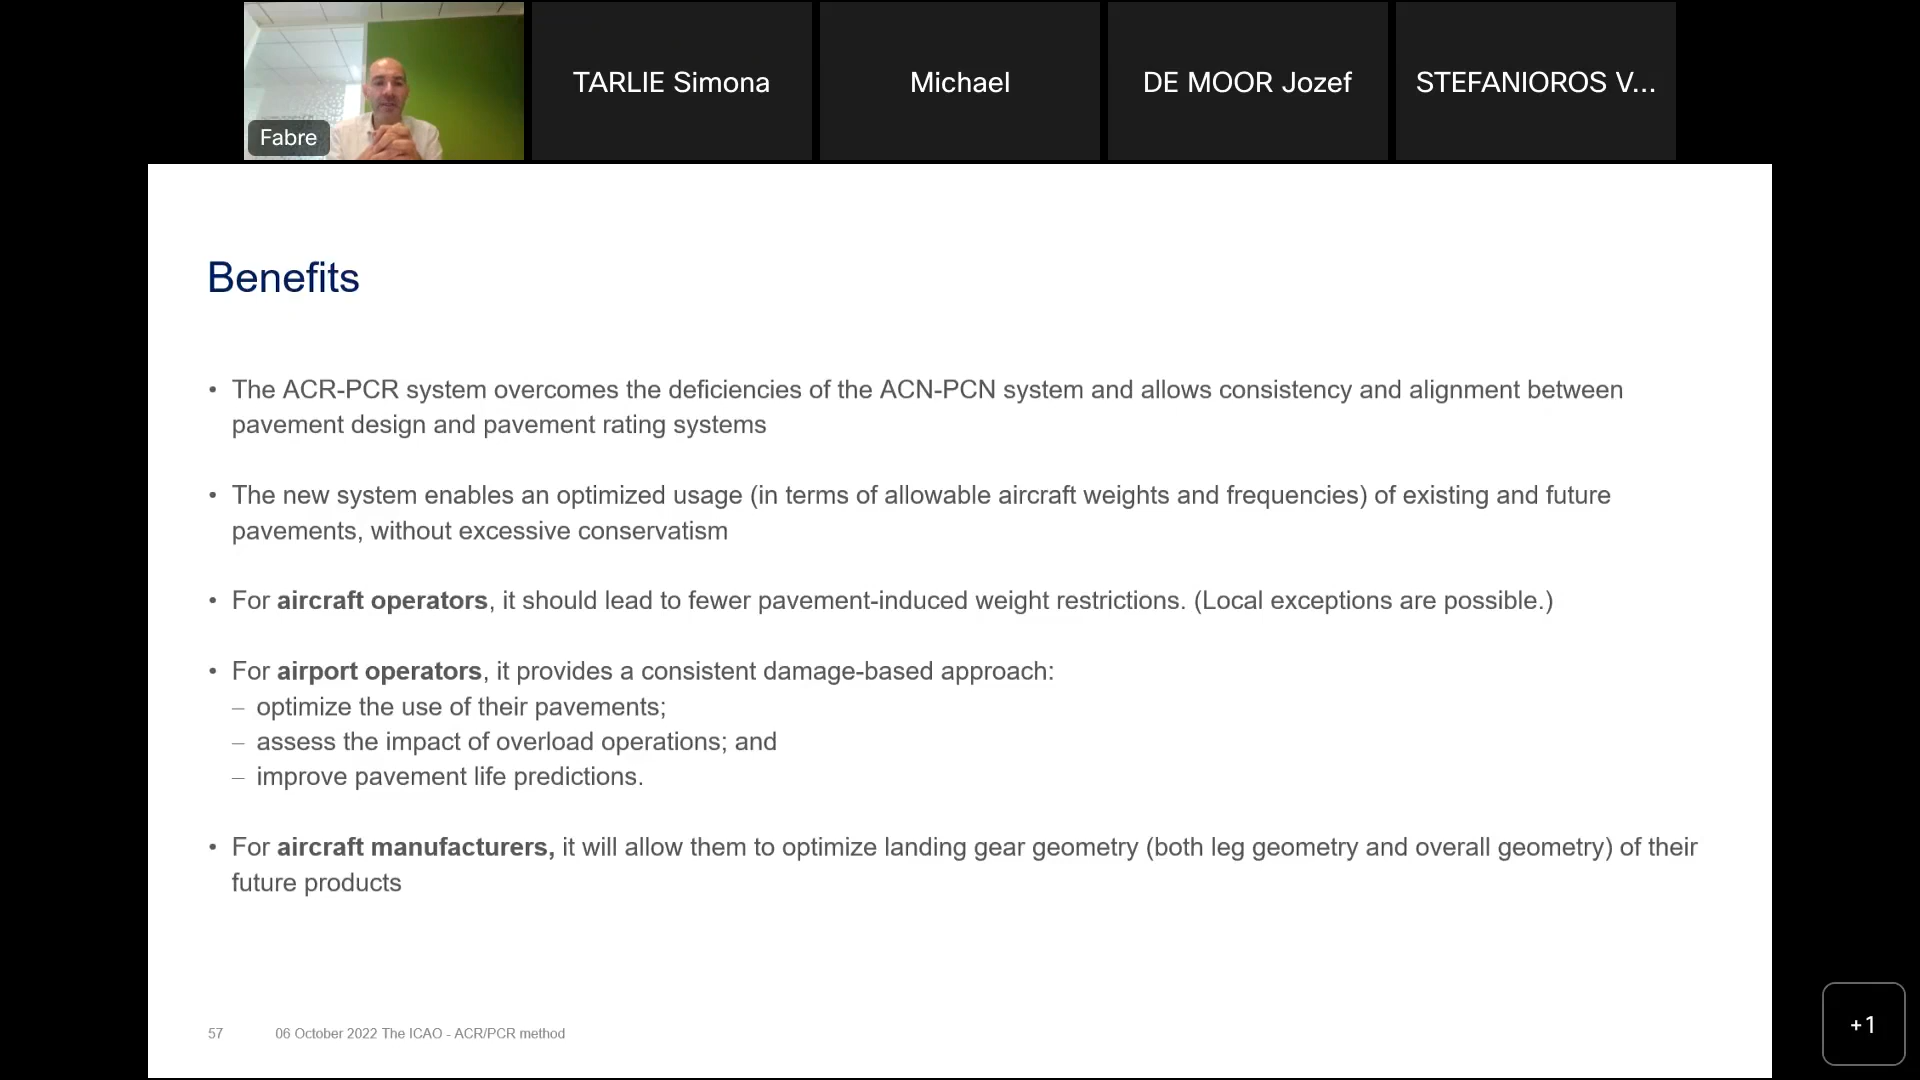 Fabre
TARLIE Simona
Michael
DE MOOR Jozef
STEFANIOROS V...
Benefits
• The ACR-PCR system overcomes the deficiencies of the ACN-PCN system and allows consistency and alignment between
pavement design and pavement rating systems
• The new system enables an optimized usage (in terms of allowable aircraft weights and frequencies) of existing and future
pavements, without excessive conservatism
• For aircraft operators, it should lead to fewer pavement-induced weight restrictions. (Local exceptions are possible.)
• For airport operators, it provides a consistent damage-based approach:
– optimize the use of their pavements;
– assess the impact of overload operations; and
– improve pavement life predictions.
• For aircraft manufacturers, it will allow them to optimize landing gear geometry (both leg geometry and overall geometry) of their
future products
57 06 October 2022 The ICAO - ACR/PCR method
+1